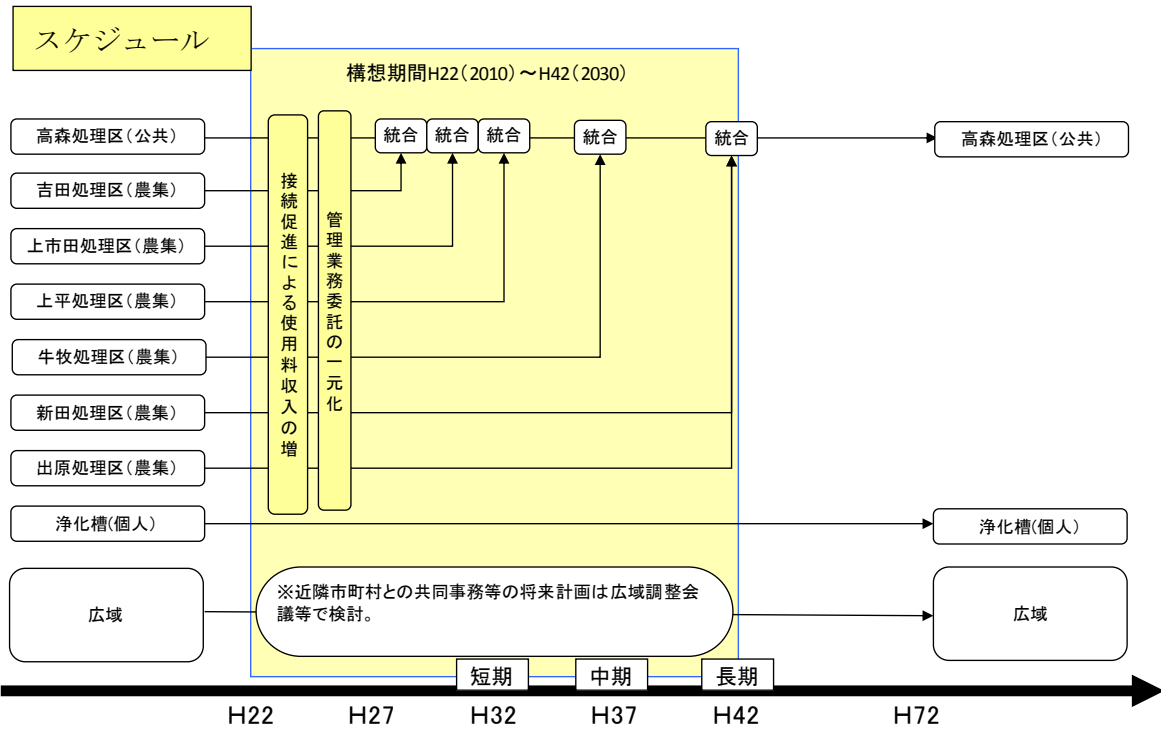 スケジュール
構想期間H22(2010)～H42(2030)
高森処理区(公共)
統合
統合
統合
統合
統合
高森処理区(公共)
吉田処理区(農集)
上市田処理区(農集)
上平処理区(農集)
牛牧処理区(農集)
新田処理区(農集)
出原処理区(農集)
接続促進による使用料収入の増
管理業務委託の一元化
浄化槽(個人)
浄化槽(個人)
広域
※近隣市町村との共同事務等の将来計画は広域調整会
議等で検討。
広域
短期
中期
長期
H22
H27
H32
H37
H42
H72